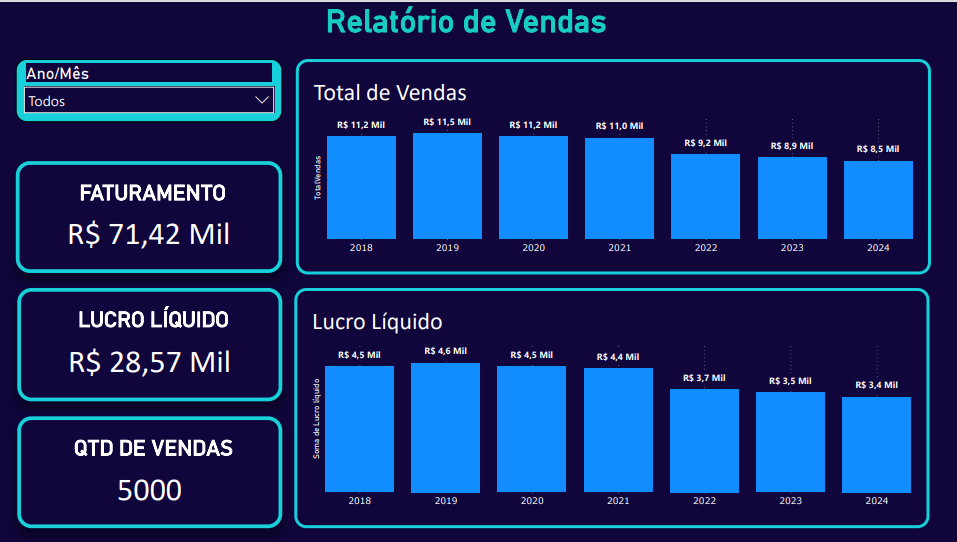 Relatório de Vendas
Ano/Mês
Todos
FATURAMENTO
R$ 71,42 Mil
LUCRO LÍQUIDO
R$ 28,57 Mil
QTD DE VENDAS
5000
Total de Vendas
TotalVendas
R$ 11,2 Mil R$ 11,5 Mil R$ 11,2 Mil R$ 11,0 Mil R$ 9,2 Mil R$ 8,9 Mil R$ 8,5 Mil
2018 2019 2020 2021 2022 2023 2024
Lucro Líquido
Soma de Lucro líquido
R$ 4,5 Mil R$ 4,6 Mil R$ 4,5 Mil R$ 4,4 Mil R$ 3,7 Mil R$ 3,5 Mil R$ 3,4 Mil
2018 2019 2020 2021 2022 2023 2024